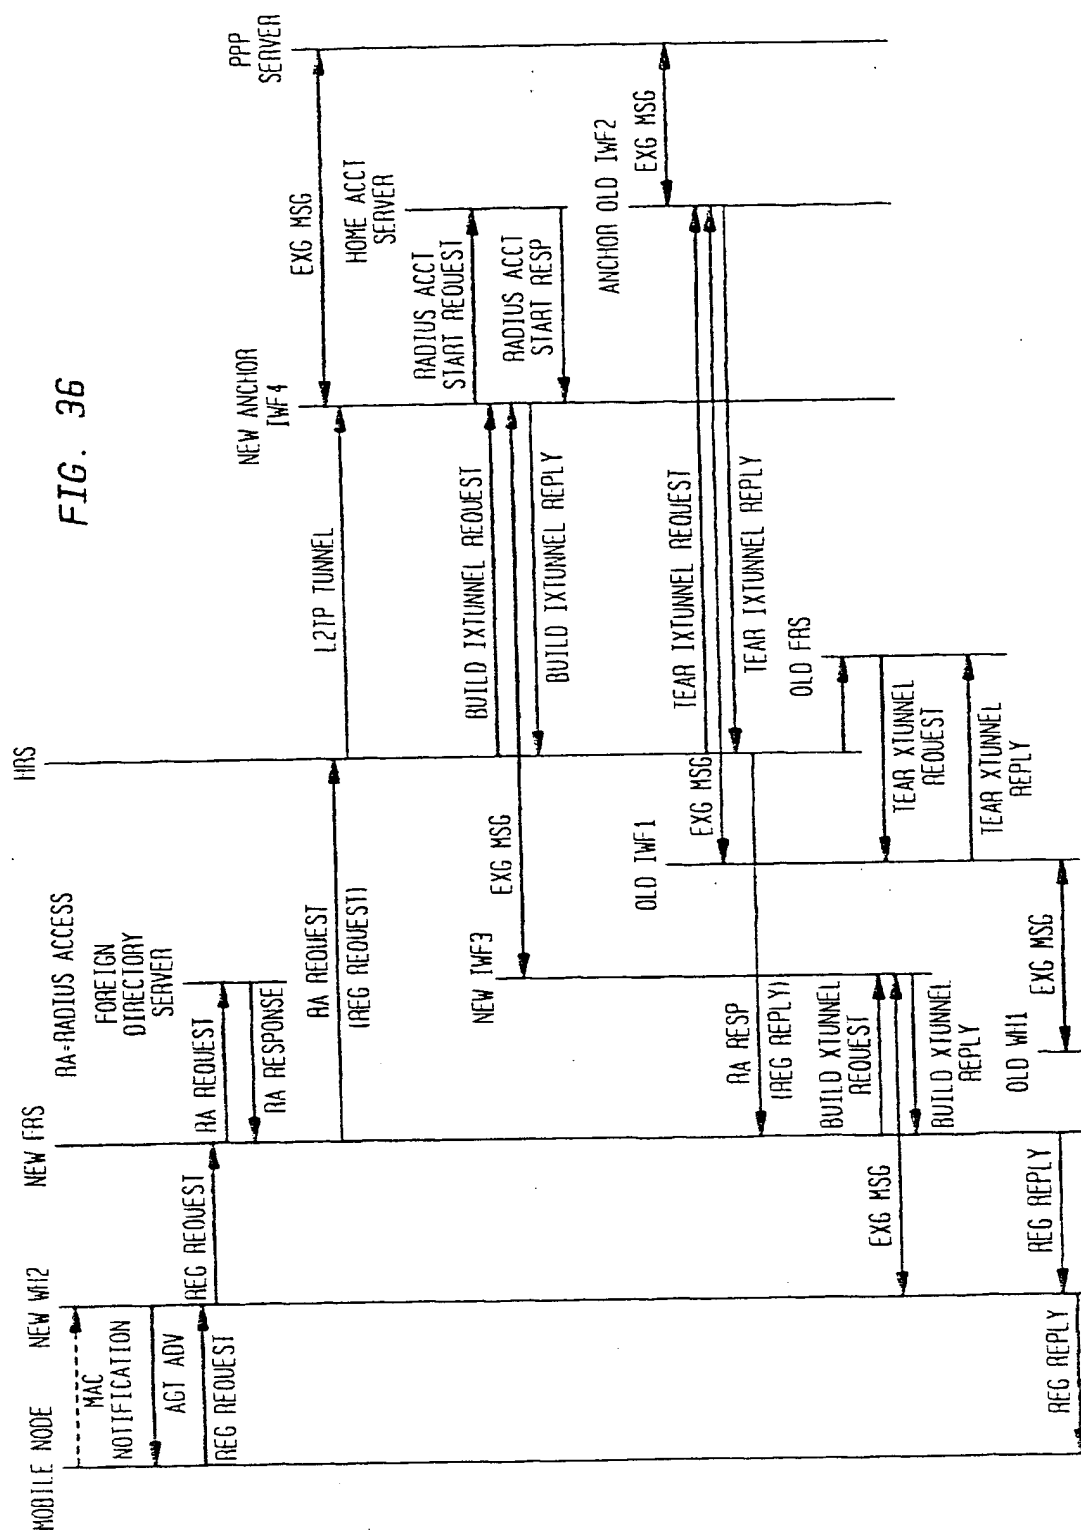 FIG. 36
MOBILE NODE
NEW WH2
NEW FRS
HRS
NEW ANCHOR
IWF4
PPP
SERVER
RA=RADIUS ACCESS
FOREIGN
DIRECTORY
SERVER
HOME ACCT
SERVER
MAC
NOTIFICATION
AGT ADV
REG REQUEST
REG REQUEST
RA REQUEST
RA RESPONSE
RA REQUEST
(REG REQUEST)
L2TP TUNNEL
EXG MSG
RADIUS ACCT
START REQUEST
BUILD IXTUNNEL REQUEST
EXG MSG
NEW IWF3
BUILD IXTUNNEL REPLY
RADIUS ACCT
START RESP
ANCHOR OLD IWF2
EXG MSG
OLD IWF1
TEAR IXTUNNEL REQUEST
EXG MSG
TEAR IXTUNNEL REPLY
RA RESP
(REG REPLY)
OLD FRS
BUILD XTUNNEL
REQUEST
EXG MSG
BUILD XTUNNEL
REPLY
TEAR XTUNNEL
REQUEST
TEAR XTUNNEL
REPLY
OLD WH1
EXG MSG
REG REPLY
REG REPLY